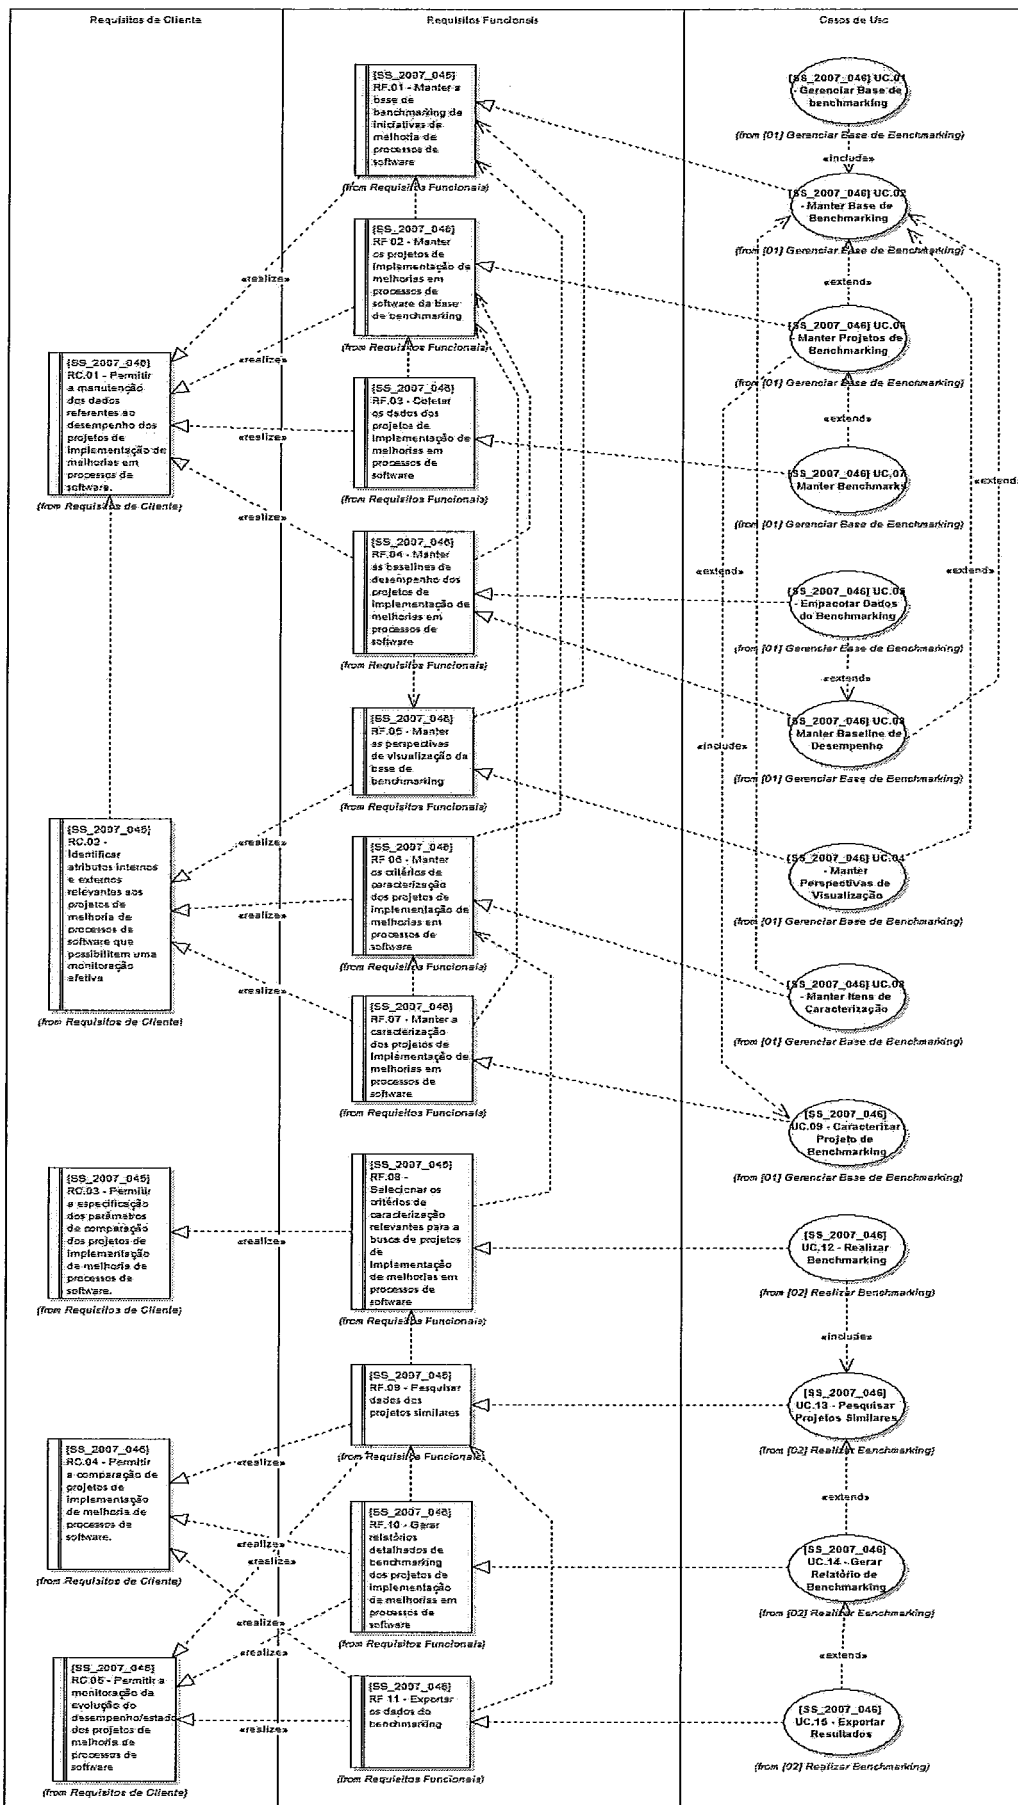 Requisitos de Cliente
Requisitos Funcionais
Casos de Uso
[SS_2007_046]
RC.01 - Permitir
a manutenção
dos dados
referentes ao
desempenho dos
projetos de
implementação de
melhorias em
processos de
software.
(from Requisitos de Cliente)
[SS_2007_046]
RC.02 -
Identificar
atributos internos
e externos
relevantes aos
projetos de
melhoria de
processos de
software que
possibilitem uma
monitoração
efetiva
(from Requisitos de Cliente)
[SS_2007_046]
RC.03 - Permitir
a especificação
dos parâmetros
de comparação
dos projetos de
implementação
de melhoria de
processos de
software.
(from Requisitos de Cliente)
[SS_2007_046]
RC.04 - Permitir
a comparação de
projetos de
implementação
de melhoria de
processos de
software.
(from Requisitos de Cliente)
[SS_2007_046]
RC.05 - Permitir a
monitoração da
evolução do
desempenho/estado
dos projetos de
melhoria de
processos de
software
(from Requisitos de Cliente)
«realize»
«realize»
«realize»
«realize»
«realize»
«realize»
«realize»
«realize»
«realize»
«realize»
«realize»
«realize»
«realize»
«realize»
[SS_2007_046]
RF.01 - Manter a
base de
benchmarking de
iniciativas de
melhoria de
processos de
software
(from Requisitos Funcionais)
[SS_2007_046]
RF.02 - Manter
os projetos de
implementação de
melhorias em
processos de
software da base
de benchmarking
(from Requisitos Funcionais)
[SS_2007_046]
RF.03 - Coletar
os dados dos
projetos de
implementação de
melhorias em
processos de
software
(from Requisitos Funcionais)
[SS_2007_046]
RF.04 - Manter
as baselines de
desempenho dos
projetos de
implementação de
melhorias em
processos de
software
(from Requisitos Funcionais)
[SS_2007_046]
RF.05 - Manter
as perspectivas
de visualização da
base de
benchmarking
(from Requisitos Funcionais)
[SS_2007_046]
RF.06 - Manter
os critérios de
caracterização
dos projetos de
implementação de
melhorias em
processos de
software
(from Requisitos Funcionais)
[SS_2007_046]
RF.07 - Manter a
caracterização
dos projetos de
implementação de
melhorias em
processos de
software
(from Requisitos Funcionais)
[SS_2007_046]
RF.08 -
Selecionar os
critérios de
caracterização
relevantes para a
busca de projetos
de
implementação
de melhorias em
processos de
software
(from Requisitos Funcionais)
[SS_2007_046]
RF.09 - Pesquisar
dados dos
projetos similares
(from Requisitos Funcionais)
[SS_2007_046]
RF.10 - Gerar
relatórios
detalhados de
benchmarking
dos projetos de
implementação
de melhorias em
processos de
software
(from Requisitos Funcionais)
[SS_2007_046]
RF.11 - Exportar
os dados do
benchmarking
(from Requisitos Funcionais)
[SS_2007_046] UC.01
- Gerenciar Base de
benchmarking
(from [01] Gerenciar Base de Benchmarking)
«include»
[SS_2007_046] UC.02
- Manter Base de
Benchmarking
(from [01] Gerenciar Base de Benchmarking)
«extend»
[SS_2007_046] UC.06
- Manter Projetos de
Benchmarking
(from [01] Gerenciar Base de Benchmarking)
«extend»
[SS_2007_046] UC.07
- Manter Benchmarks
(from [01] Gerenciar Base de Benchmarking)
«extend»
«extend»
«extend»
[SS_2007_046] UC.05
- Empacotar Dados
do Benchmarking
(from [01] Gerenciar Base de Benchmarking)
«extend»
[SS_2007_046] UC.03
- Manter Baseline de
Desempenho
«include»
(from [01] Gerenciar Base de Benchmarking)
[SS_2007_046] UC.04
- Manter
Perspectivas de
Visualização
(from [01] Gerenciar Base de Benchmarking)
[SS_2007_046] UC.08
- Manter Itens de
Caracterização
(from [01] Gerenciar Base de Benchmarking)
[SS_2007_046]
UC.09 - Caracterizar
Projeto de
Benchmarking
(from [01] Gerenciar Base de Benchmarking)
[SS_2007_046]
UC.12 - Realizar
Benchmarking
(from [02] Realizar Benchmarking)
«include»
[SS_2007_046]
UC.13 - Pesquisar
Projetos Similares
(from [02] Realizar Benchmarking)
«extend»
[SS_2007_046]
UC.14 - Gerar
Relatório de
Benchmarking
(from [02] Realizar Benchmarking)
«extend»
[SS_2007_046]
UC.15 - Exportar
Resultados
(from [02] Realizar Benchmarking)